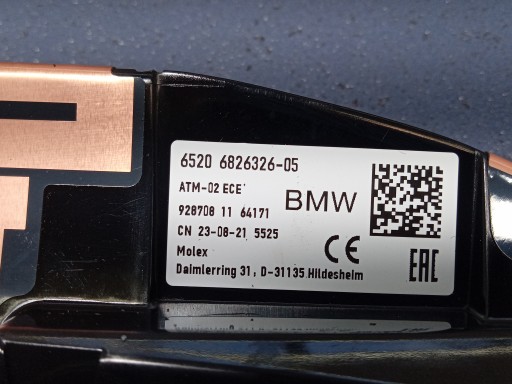 6520 6826326-05
ATM-02 ECE
BMW
928708 11 64171
CN 23-08-21 5525
Molex
CE
EAC
Daimlerring 31, D-31135 Hildesheim